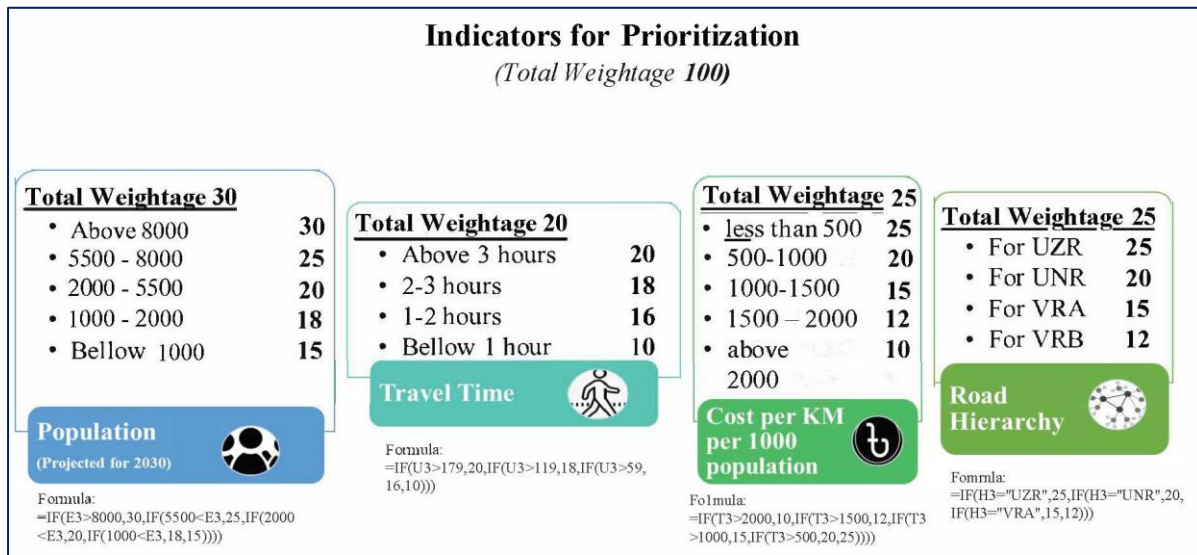 Indicators for Prioritization
(Total Weightage 100)
Total Weightage 30
• Above 8000 30
• 5500 - 8000 25
• 2000 - 5500 20
• 1000 - 2000 18
• Bellow 1000 15
Population
(Projected for 2030)
Formula:
=IF(E3>8000,30,IF(5500<E3,25,IF(2000
<E3,20,IF(1000<E3,18,15))))
Total Weightage 20
• Above 3 hours 20
• 2-3 hours 18
• 1-2 hours 16
• Bellow 1 hour 10
Travel Time
Formula:
=IF(U3>179,20,IF(U3>119,18,IF(U3>59,
16,10)))
Total Weightage 25
• less than 500 25
• 500-1000 20
• 1000-1500 15
• 1500 – 2000 12
• above 10
2000
Cost per KM
per 1000
population
৳
Fo1mula:
=IF(T3>2000,10,IF(T3>1500,12,IF(T3
>1000,15,IF(T3>500,20,25))))
Total Weightage 25
• For UZR 25
• For UNR 20
• For VRA 15
• For VRB 12
Road
Hierarchy
Fomrnla:
=IF(H3="UZR",25,IF(H3="UNR",20,
IF(H3="VRA",15,12)))